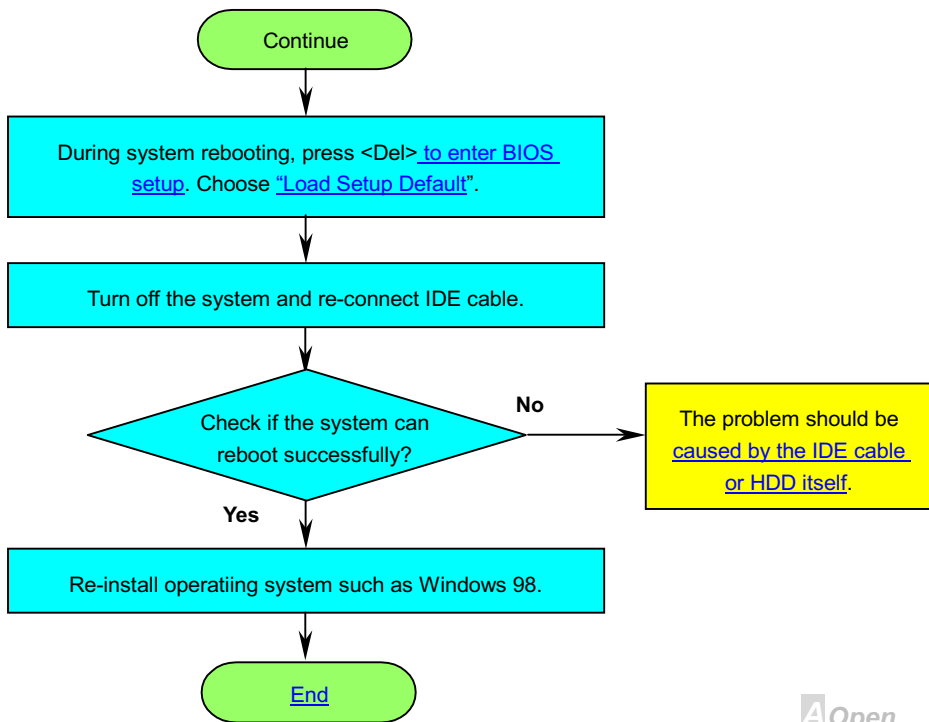 Continue
During system rebooting, press <Del> to enter BIOS
setup. Choose “Load Setup Default”.
Turn off the system and re-connect IDE cable.
Check if the system can
reboot successfully?
No
The problem should be
caused by the IDE cable
or HDD itself.
Yes
Re-install operatiing system such as Windows 98.
End
AOpen